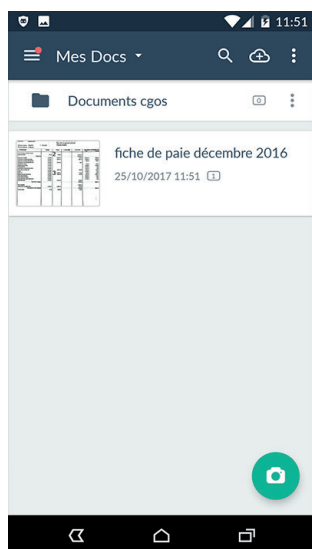 11:51
Mes Docs
Documents cgos
0
fiche de paie décembre 2016
25/10/2017 11:51 1